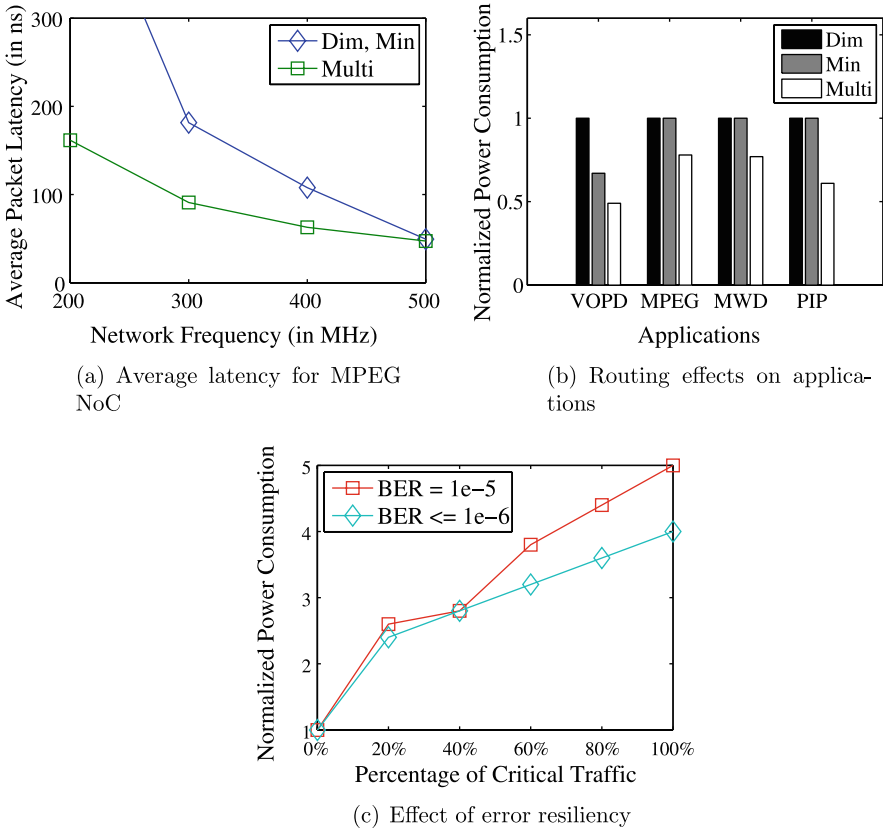 Average Packet Latency (in ns)
300
200
100
0
200
300
400
500
Dim, Min
Multi
Network Frequency (in MHz)
(a) Average latency for MPEG
NoC
Normalized Power Consumption
1.5
1
0.5
0
Dim
Min
Multi
VOPD
MPEG
MWD
PIP
Applications
(b) Routing effects on applica-
tions
Normalized Power Consumption
5
4
3
2
1
0%
20%
40%
60%
80%
100%
BER = 1e−5
BER <= 1e−6
Percentage of Critical Traffic
(c) Effect of error resiliency